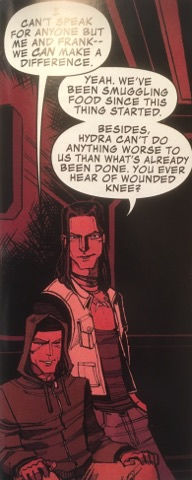 I
CAN'T SPEAK
FOR ANYONE BUT
ME AND FRANK--
WE CAN MAKE A
DIFFERENCE.
YEAH. WE'VE
BEEN SMUGGLING
FOOD SINCE THIS
THING STARTED.
BESIDES,
HYDRA CAN'T DO
ANYTHING WORSE TO
US THAN WHAT'S ALREADY
BEEN DONE. YOU EVER
HEAR OF WOUNDED
KNEE?